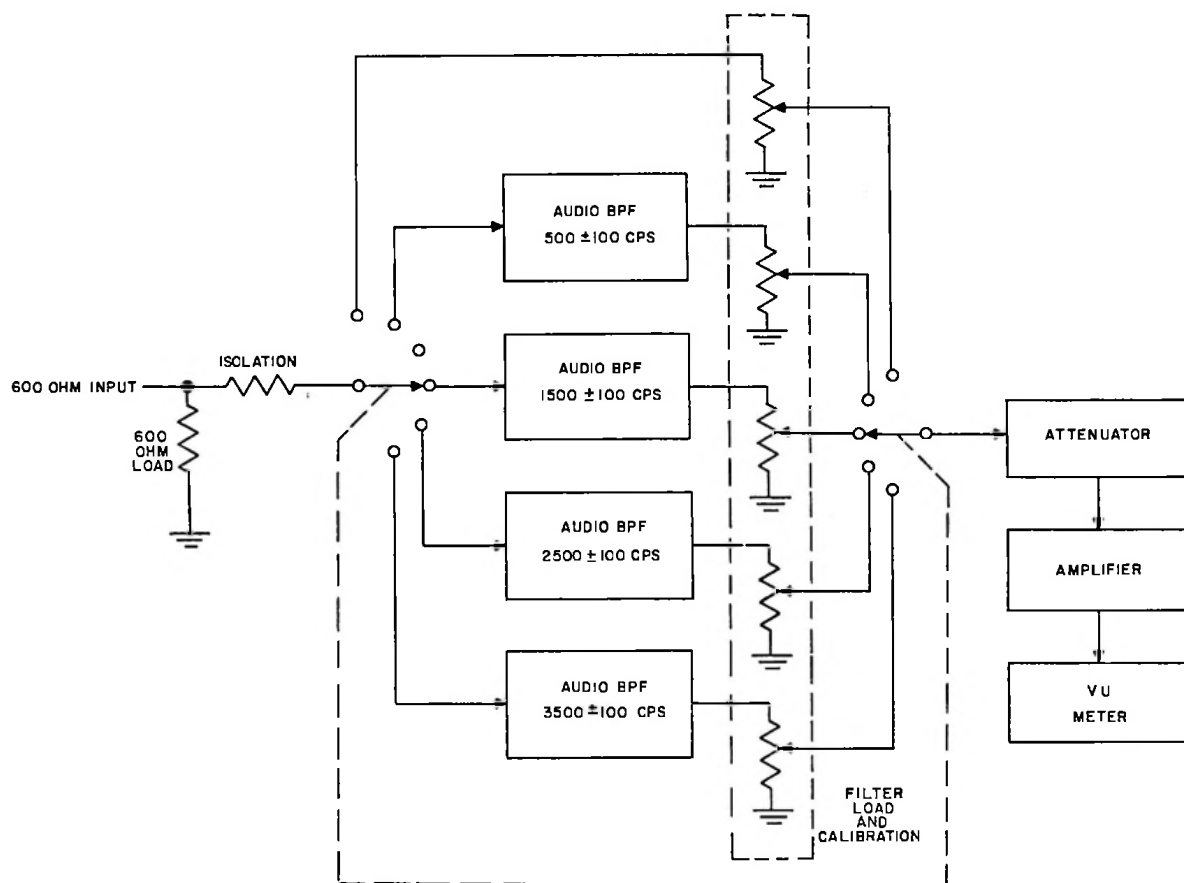 AUDIO BPF
500 ±100 CPS
ISOLATION
600 OHM INPUT
600
OHM
LOAD
AUDIO BPF
1500 ±100 CPS
ATTENUATOR
AUDIO BPF
2500 ±100 CPS
AMPLIFIER
AUDIO BPF
3500 ±100 CPS
VU
METER
FILTER
LOAD
AND
CALIBRATION